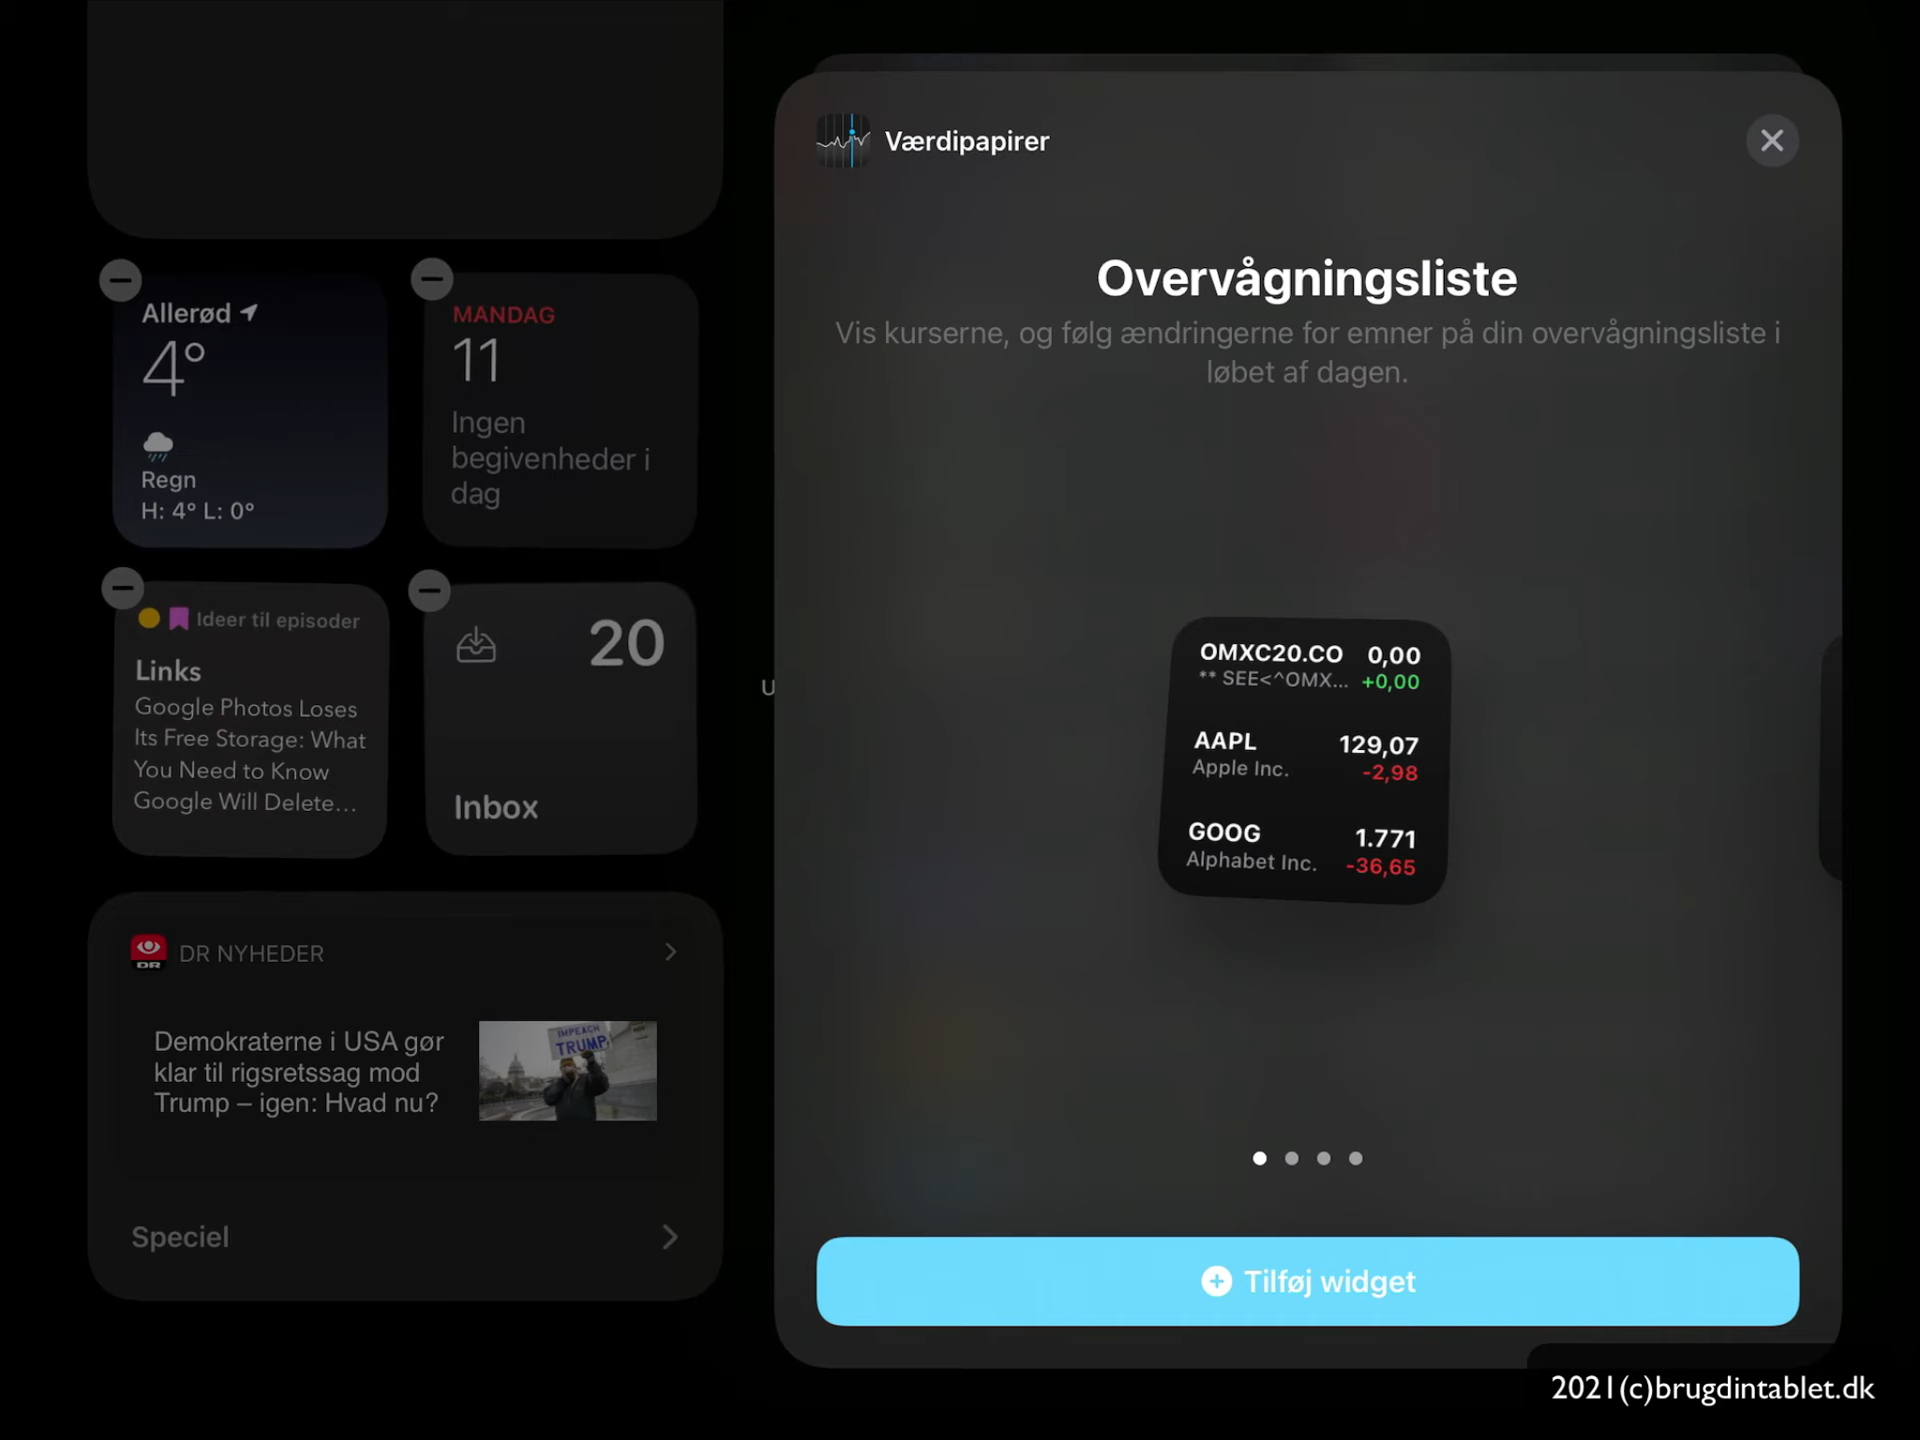 Allerød
4°
Regn
H: 4° L: 0°
MANDAG
11
Ingen
begivenheder i
dag
Ideer til episoder
Links
Google Photos Loses
Its Free Storage: What
You Need to Know
Google Will Delete...
20
Inbox
DR
DR NYHEDER
Demokraterne i USA gør
klar til rigsretssag mod
Trump – igen: Hvad nu?
IMPEACH
TRUMP
Speciel
U
Værdipapirer
Overvågningsliste
Vis kurserne, og følg ændringerne for emner på din overvågningsliste i
løbet af dagen.
OMXC20.CO 0,00
** SEE<^OMX... +0,00
AAPL 129,07
Apple Inc. -2,98
GOOG 1.771
Alphabet Inc. -36,65
Tilføj widget
2021(c)brugdintablet.dk